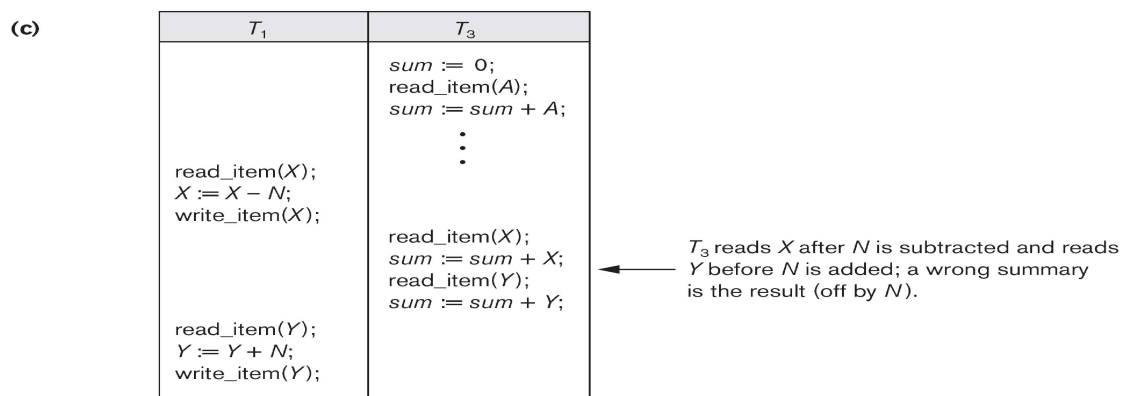 (c)
T₁ T₃
sum := 0;
read_item(A);
sum := sum + A;
read_item(X);
X := X – N;
write_item(X);
read_item(X);
sum := sum + X;
read_item(Y);
sum := sum + Y;
T₃ reads X after N is subtracted and reads
Y before N is added; a wrong summary
is the result (off by N).
read_item(Y);
Y := Y + N;
write_item(Y);